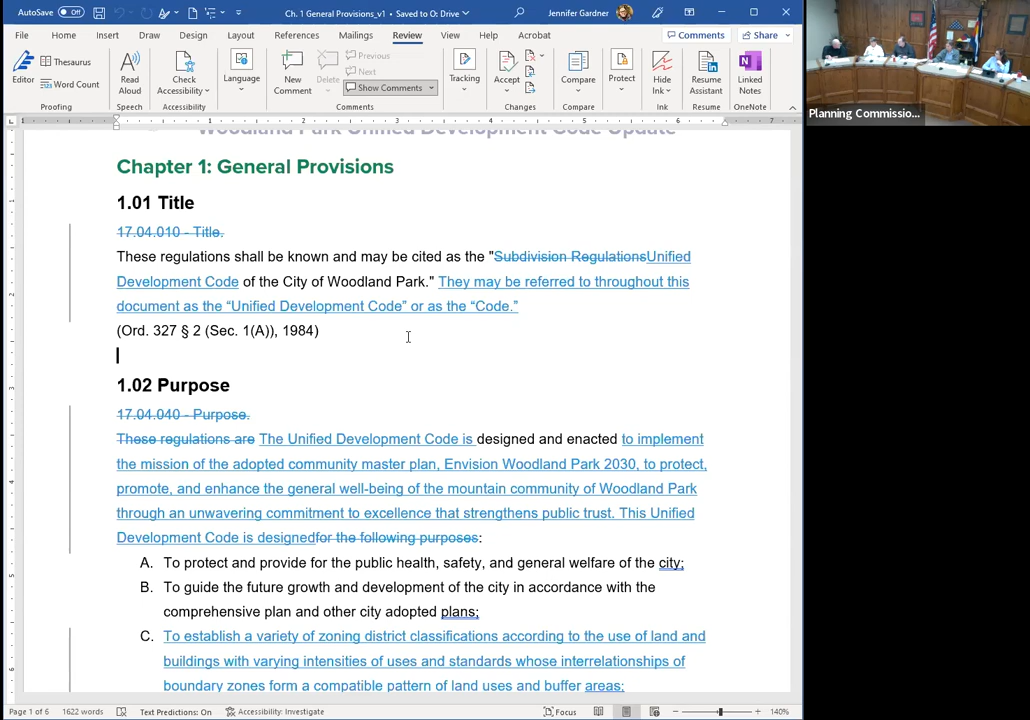 AutoSave Off Ch. 1 General Provisions_v1 • Saved to O: Drive Jennifer Gardner
File Home Insert Draw Design Layout References Mailings Review View Help Acrobat Comments Share
Editor Thesaurus Word Count Read Aloud Check Accessibility Language New Comment Delete Previous Next Show Comments Tracking Accept Compare Protect Hide Ink Resume Assistant Linked Notes
Proofing Speech Accessibility Comments Changes Compare Ink Resume OneNote
Planning Commissio...
1 2 3 4 5 6 7
Woodland Park Unified Development Code Update
Chapter 1: General Provisions
1.01 Title
17.04.010 - Title.
These regulations shall be known and may be cited as the "Subdivision RegulationsUnified
Development Code of the City of Woodland Park." They may be referred to throughout this
document as the “Unified Development Code” or as the “Code.”
(Ord. 327 § 2 (Sec. 1(A)), 1984)
1.02 Purpose
17.04.040 - Purpose.
These regulations are The Unified Development Code is designed and enacted to implement
the mission of the adopted community master plan, Envision Woodland Park 2030, to protect,
promote, and enhance the general well-being of the mountain community of Woodland Park
through an unwavering commitment to excellence that strengthens public trust. This Unified
Development Code is designedfor the following purposes:
A. To protect and provide for the public health, safety, and general welfare of the city;
B. To guide the future growth and development of the city in accordance with the
comprehensive plan and other city adopted plans;
C. To establish a variety of zoning district classifications according to the use of land and
buildings with varying intensities of uses and standards whose interrelationships of
boundary zones form a compatible pattern of land uses and buffer areas;
Page 1 of 6 1622 words Text Predictions: On Accessibility: Investigate Focus 140%